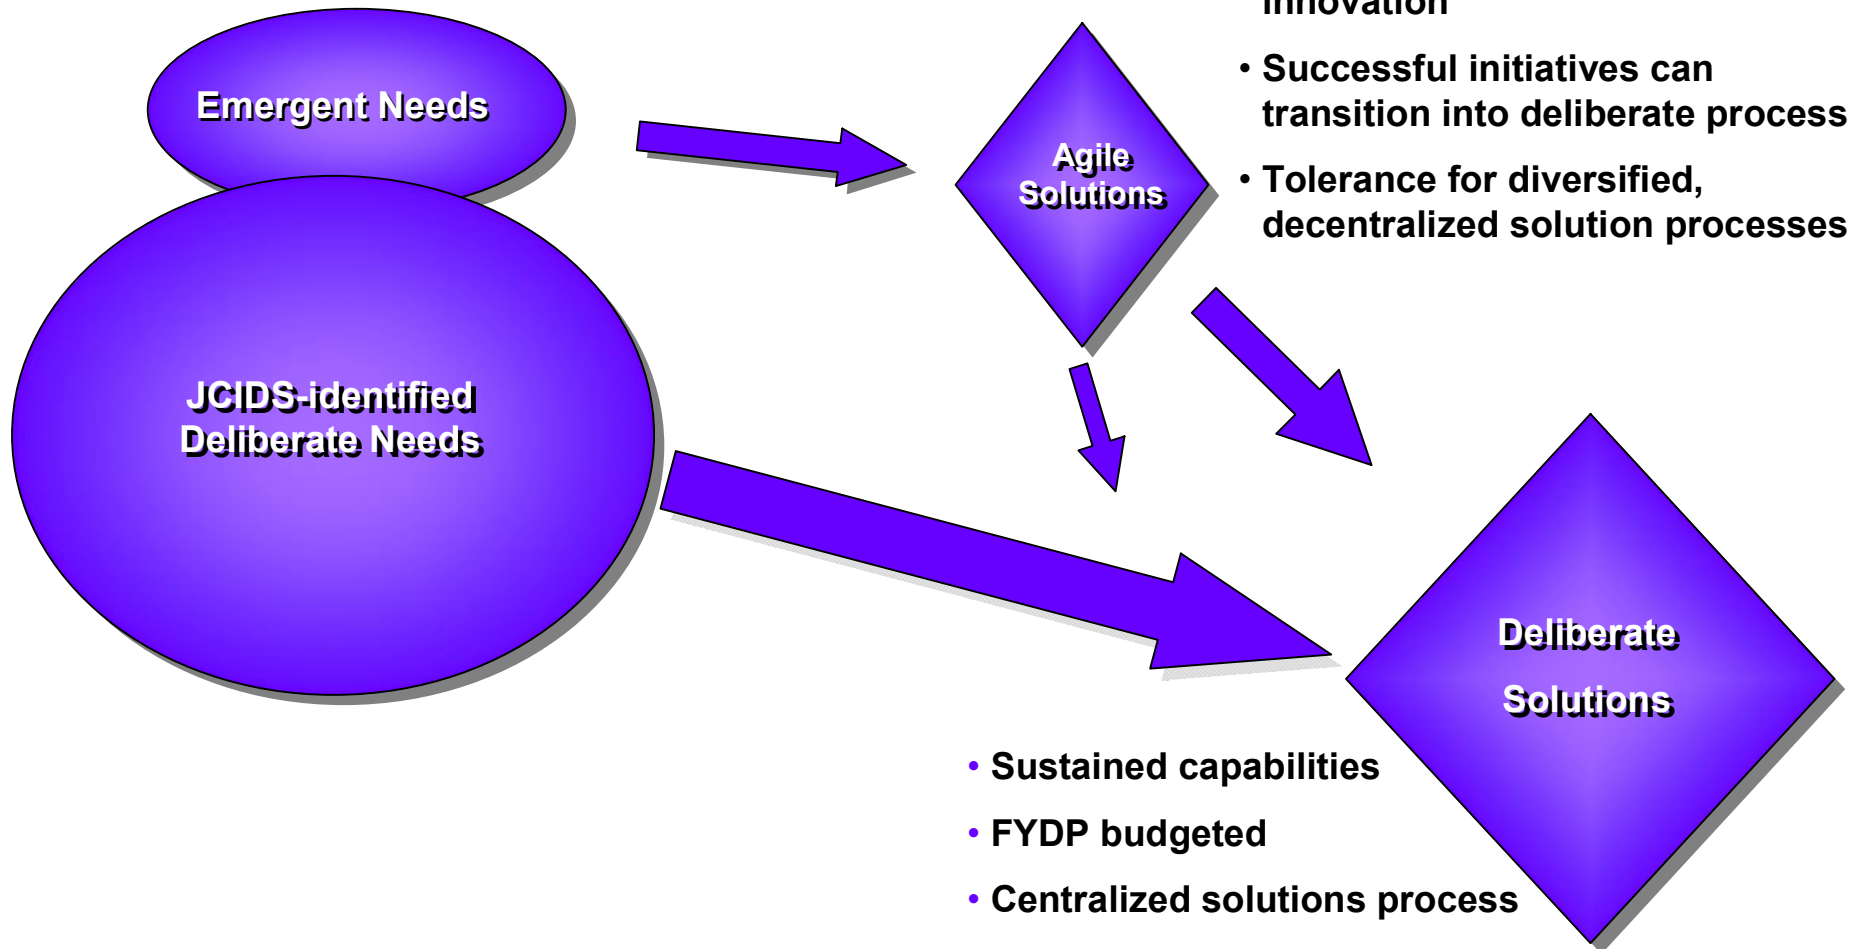 innovation
• Successful initiatives can
transition into deliberate process
• Tolerance for diversified,
decentralized solution processes
Emergent Needs
Agile
Solutions
JCIDS-identified
Deliberate Needs
Deliberate
Solutions
• Sustained capabilities
• FYDP budgeted
• Centralized solutions process